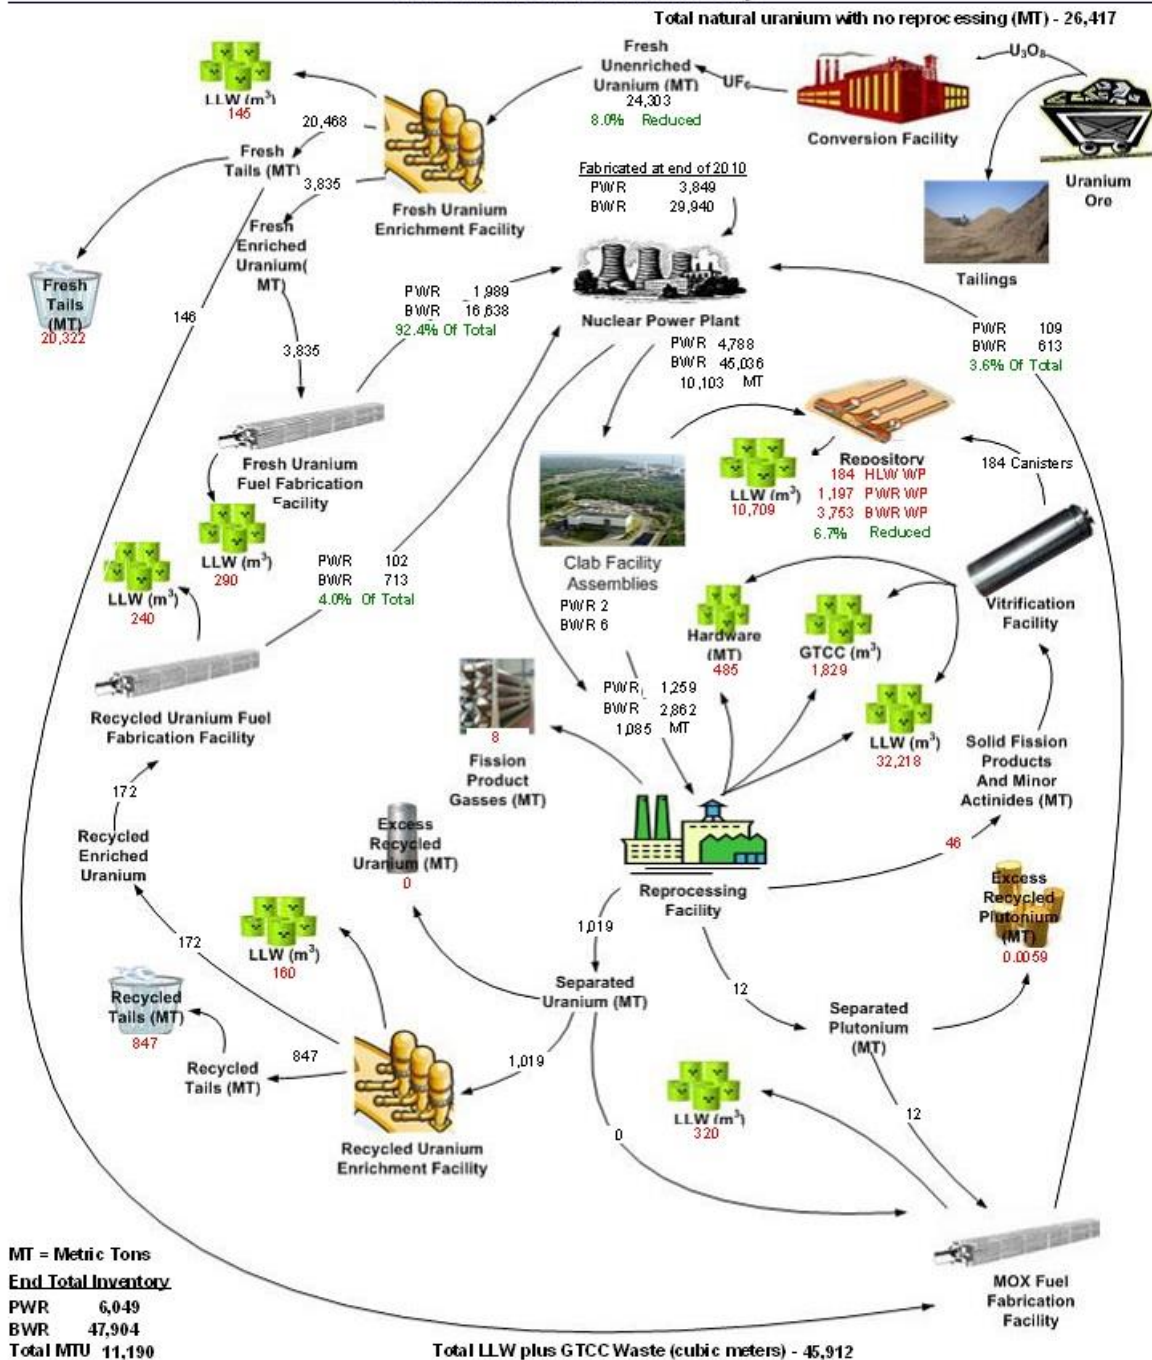 Total natural uranium with no reprocessing (MT) - 26,417
LLW (m³)
145
Fresh
Unenriched
Uranium (MT)
24,303
8.0% Reduced
UF₆
U₃O₈
Conversion Facility
Uranium
Ore
Tailings
20,468
Fresh
Tails (MT)
3,835
Fresh
Enriched
Uranium(
MT)
Fresh Uranium
Enrichment Facility
Fabricated at end of 2010
PWR 3,849
BWR 29,940
Fresh
Tails
(MT)
20,322
146
3,835
PWR 1,989
BWR 16,638
92.4% Of Total
Nuclear Power Plant
PWR 4,788
BWR 45,036
10,103 MT
PWR 109
BWR 613
3.6% Of Total
Fresh Uranium
Fuel Fabrication
Facility
LLW (m³)
290
LLW (m³)
240
PWR 102
BWR 713
4.0% Of Total
Clab Facility
Assemblies
PWR 2
BWR 6
LLW (m³)
10,709
Repository
184 HLW WP
1,197 PWR WP
3,753 BWR WP
6.7% Reduced
184 Canisters
Vitrification
Facility
Hardware
(MT)
485
GTCC (m³)
1,829
LLW (m³)
32,218
Solid Fission
Products
And Minor
Actinides (MT)
Recycled Uranium Fuel
Fabrication Facility
PWR 1,259
BWR 2,862
1,085 MT
8
Fission
Product
Gasses (MT)
172
Recycled
Enriched
Uranium
Excess
Recycled
Uranium (MT)
0
Reprocessing
Facility
46
Excess
Recycled
Plutonium
(MT)
0.0059
172
LLW (m³)
160
1,019
Separated
Uranium (MT)
12
Separated
Plutonium
(MT)
Recycled
Tails (MT)
847
847
Recycled
Tails (MT)
1,019
Recycled Uranium
Enrichment Facility
LLW (m³)
320
0
12
MOX Fuel
Fabrication
Facility
MT = Metric Tons
End Total Inventory
PWR 6,049
BWR 47,904
Total MTU 11,190
Total LLW plus GTCC Waste (cubic meters) - 45,912